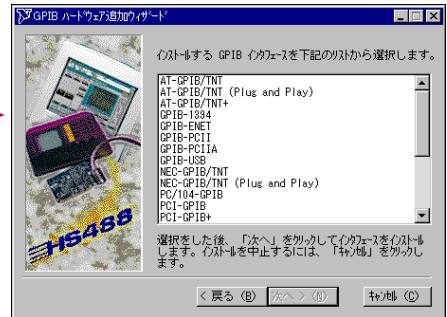 GPIB ハードウェア追加ウィザード
インストールする GPIB インタフェースを下記のリストから選択します。
AT-GPIB/TNT
AT-GPIB/TNT (Plug and Play)
AT-GPIB/TNT+
GPIB-1394
GPIB-ENET
GPIB-PCII
GPIB-PCIIA
GPIB-USB
NEC-GPIB/TNT
NEC-GPIB/TNT (Plug and Play)
PC/104-GPIB
PCI-GPIB
PCI-GPIB+
HS488
選択をした後、「次へ」をクリックしてインタフェースをインストール
します。インストールを中止するには、「キャンセル」をクリックし
ます。
< 戻る (B)
次へ > (N)
キャンセル (C)